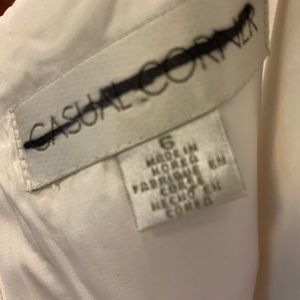 CASUAL CORNER
6
MADE IN
KOREA
FABRIQUE EN
COREE
HECHO EN
COREA